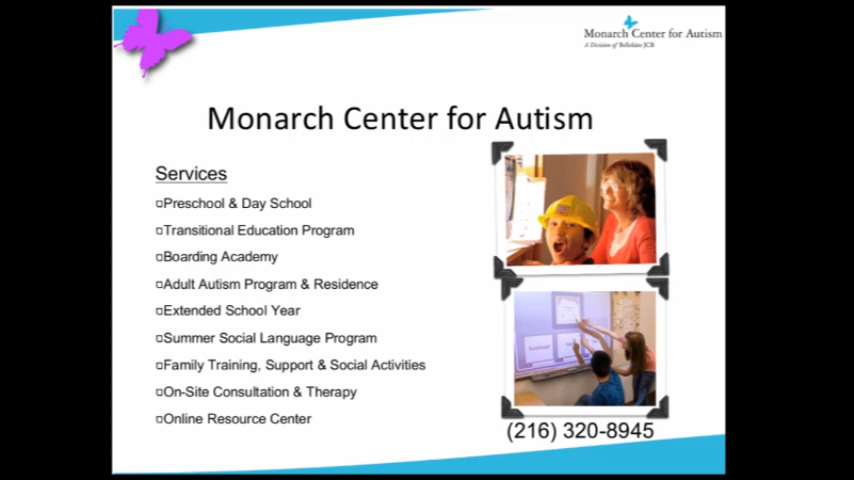 Monarch Center for Autism
A Division of Bellefaire JCB
Monarch Center for Autism
Services
Preschool & Day School
Transitional Education Program
Boarding Academy
Adult Autism Program & Residence
Extended School Year
Summer Social Language Program
Family Training, Support & Social Activities
On-Site Consultation & Therapy
Online Resource Center
(216) 320-8945